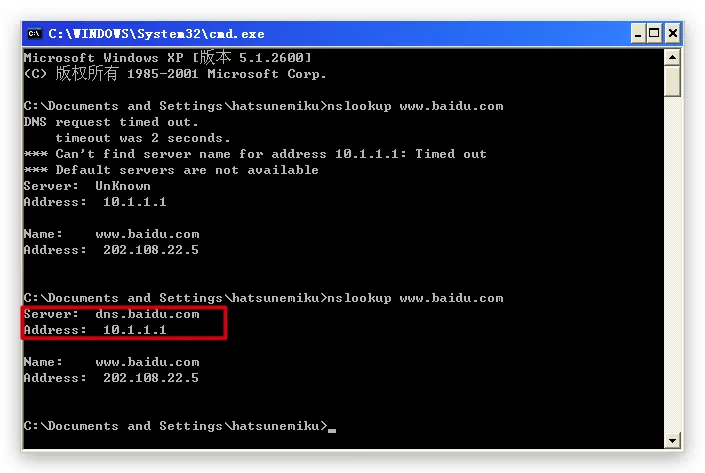 C:\WINDOWS\System32\cmd.exe
Microsoft Windows XP [版本 5.1.2600]
(C) 版权所有 1985-2001 Microsoft Corp.
C:\Documents and Settings\hatsunemiku>nslookup www.baidu.com
DNS request timed out.
    timeout was 2 seconds.
*** Can't find server name for address 10.1.1.1: Timed out
*** Default servers are not available
Server:  UnKnown
Address:  10.1.1.1
Name:    www.baidu.com
Address:  202.108.22.5
C:\Documents and Settings\hatsunemiku>nslookup www.baidu.com
Server:  dns.baidu.com
Address:  10.1.1.1
Name:    www.baidu.com
Address:  202.108.22.5
C:\Documents and Settings\hatsunemiku>_